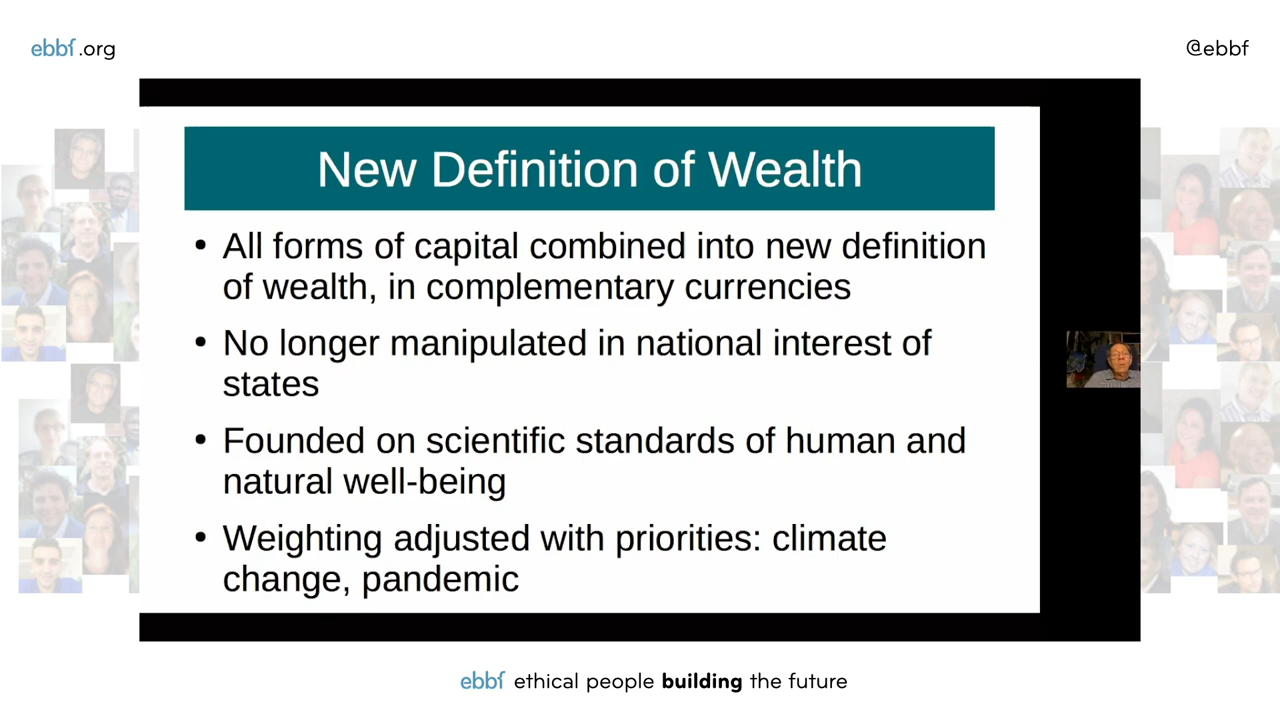 ebbf.org
@ebbf
New Definition of Wealth
• All forms of capital combined into new definition
of wealth, in complementary currencies
• No longer manipulated in national interest of
states
• Founded on scientific standards of human and
natural well-being
• Weighting adjusted with priorities: climate
change, pandemic
ebbf ethical people building the future